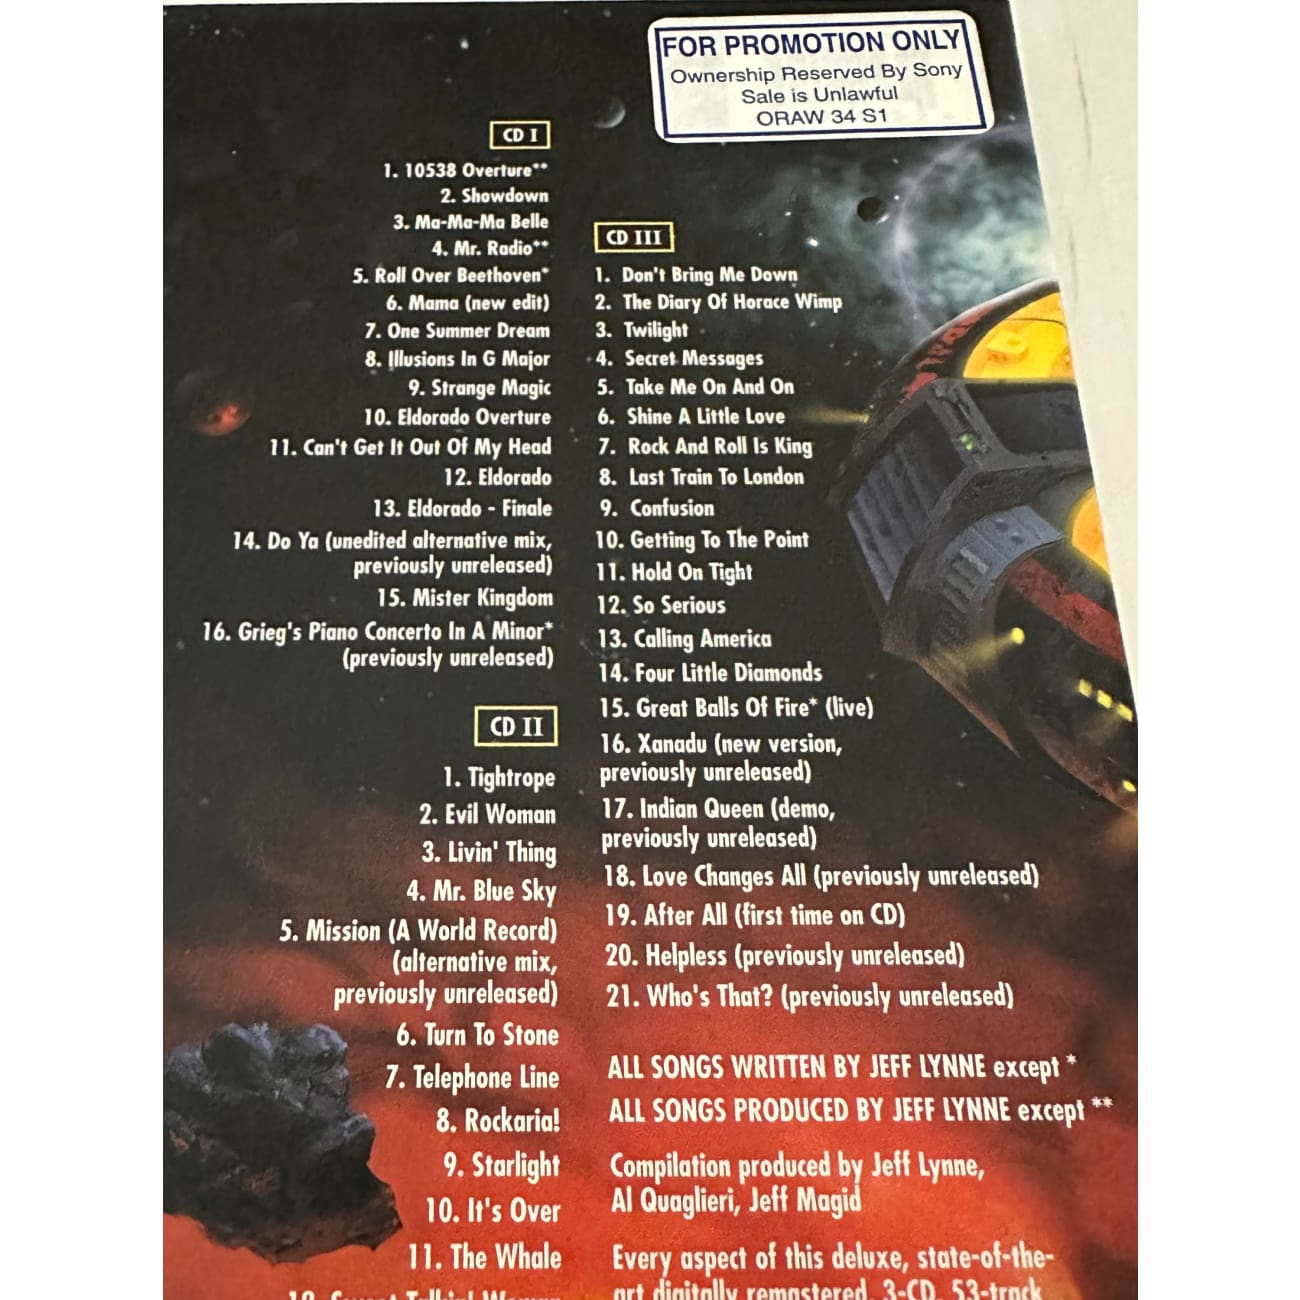 FOR PROMOTION ONLY
Ownership Reserved By Sony
Sale is Unlawful
ORAW 34 S1
CD I
1. 10538 Overture**
2. Showdown
3. Ma-Ma-Ma Belle
4. Mr. Radio**
5. Roll Over Beethoven*
6. Mama (new edit)
7. One Summer Dream
8. Illusions In G Major
9. Strange Magic
10. Eldorado Overture
11. Can't Get It Out Of My Head
12. Eldorado
13. Eldorado - Finale
14. Do Ya (unedited alternative mix,
previously unreleased)
15. Mister Kingdom
16. Grieg's Piano Concerto In A Minor*
(previously unreleased)
CD II
1. Tightrope
2. Evil Woman
3. Livin' Thing
4. Mr. Blue Sky
5. Mission (A World Record)
(alternative mix,
previously unreleased)
6. Turn To Stone
7. Telephone Line
8. Rockaria!
9. Starlight
10. It's Over
11. The Whale
12. Sweet Talkin' Woman
CD III
1. Don't Bring Me Down
2. The Diary Of Horace Wimp
3. Twilight
4. Secret Messages
5. Take Me On And On
6. Shine A Little Love
7. Rock And Roll Is King
8. Last Train To London
9. Confusion
10. Getting To The Point
11. Hold On Tight
12. So Serious
13. Calling America
14. Four Little Diamonds
15. Great Balls Of Fire* (live)
16. Xanadu (new version,
previously unreleased)
17. Indian Queen (demo,
previously unreleased)
18. Love Changes All (previously unreleased)
19. After All (first time on CD)
20. Helpless (previously unreleased)
21. Who's That? (previously unreleased)
ALL SONGS WRITTEN BY JEFF LYNNE except *
ALL SONGS PRODUCED BY JEFF LYNNE except **
Compilation produced by Jeff Lynne,
Al Quaglieri, Jeff Magid
Every aspect of this deluxe, state-of-the-
art digitally remastered, 3-CD, 53-track